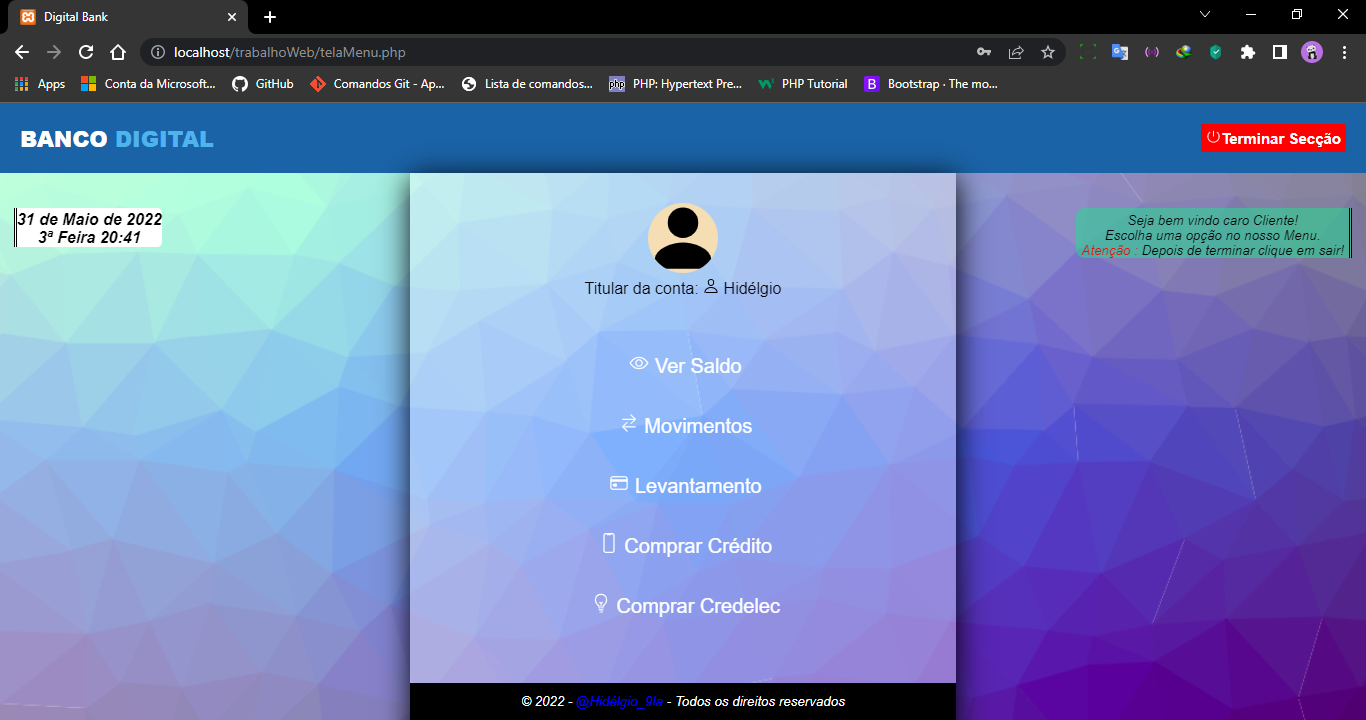 Digital Bank
localhost/trabalhoWeb/telaMenu.php
Apps
Conta da Microsoft...
GitHub
Comandos Git - Ap...
Lista de comandos...
php
PHP: Hypertext Pre...
PHP Tutorial
B
Bootstrap · The mo...
BANCO DIGITAL
Terminar Secção
31 de Maio de 2022
3ª Feira 20:41
Seja bem vindo caro Cliente!
Escolha uma opção no nosso Menu.
Atenção : Depois de terminar clique em sair!
Titular da conta: Hidélgio
Ver Saldo
Movimentos
Levantamento
Comprar Crédito
Comprar Credelec
© 2022 - @Hidélgio_9la - Todos os direitos reservados